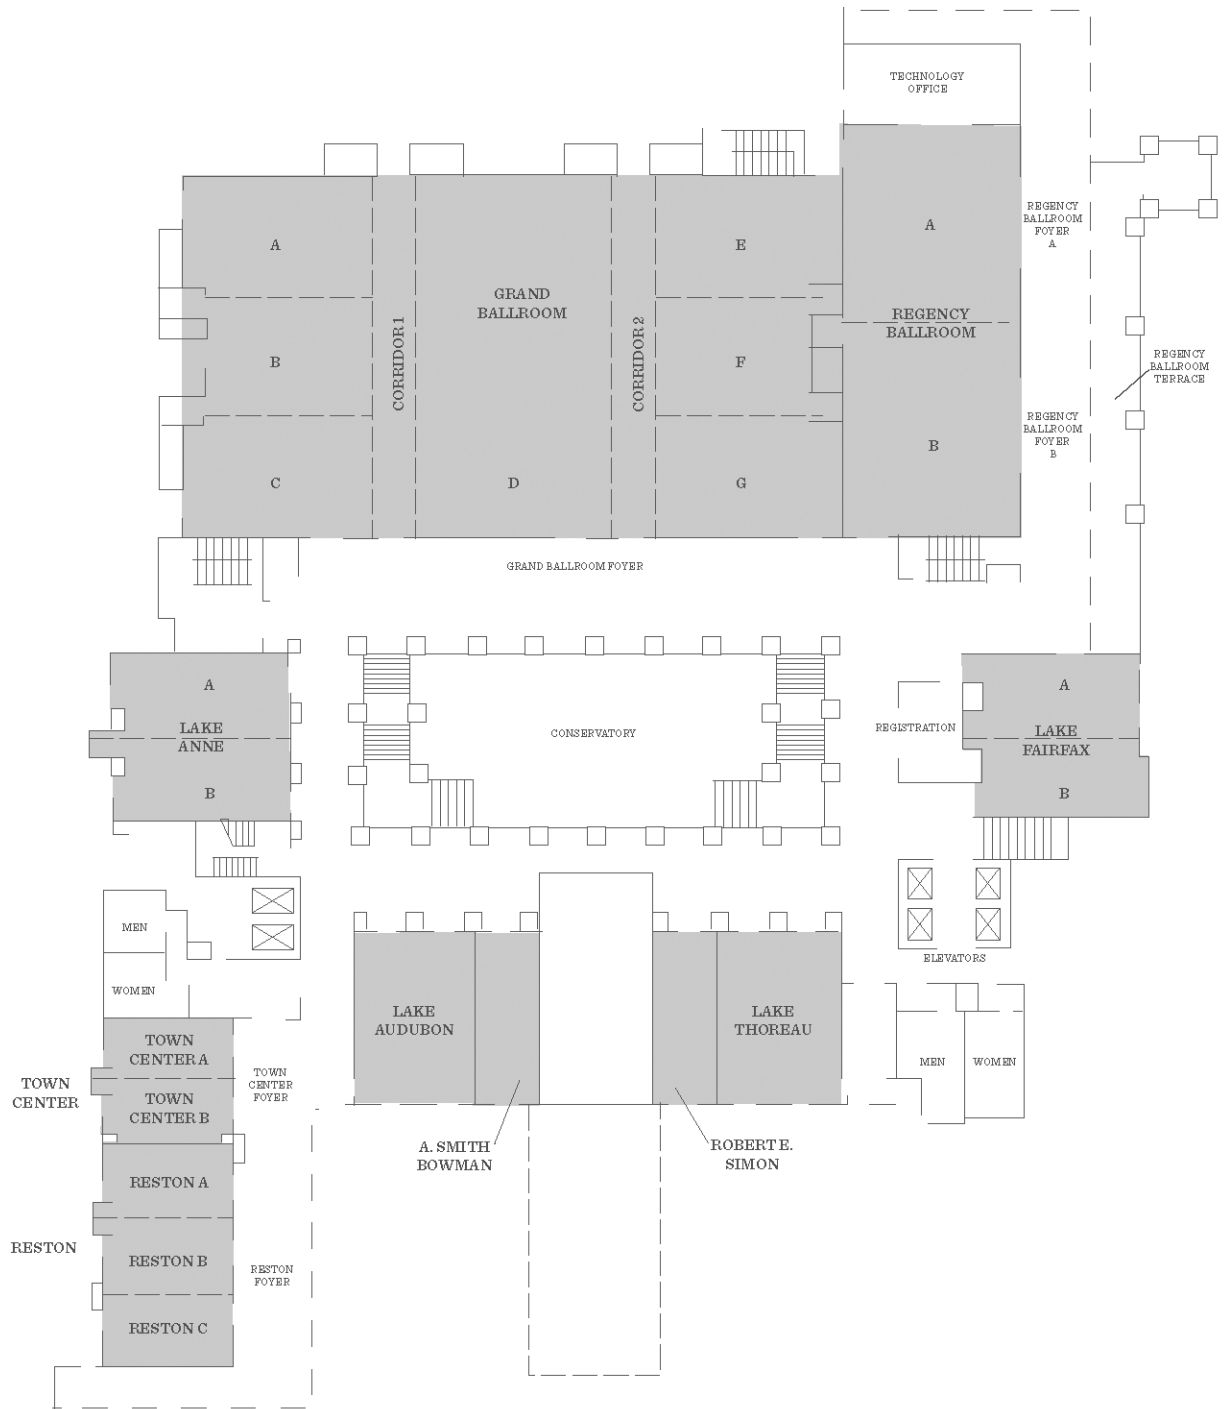 TECHNOLOGY
OFFICE
REGENCY
BALLROOM
FOYER
A
A
E
A
GRAND
BALLROOM
REGENCY
BALLROOM
CORRIDOR 1
CORRIDOR 2
B
F
REGENCY
BALLROOM
TERRACE
REGENCY
BALLROOM
FOYER
B
B
C
D
G
GRAND BALLROOM FOYER
A
LAKE
ANNE
B
CONSERVATORY
REGISTRATION
A
LAKE
FAIRFAX
B
MEN
WOMEN
ELEVATORS
LAKE
AUDUBON
LAKE
THOREAU
MEN
WOMEN
TOWN
CENTER A
TOWN
CENTER
TOWN
CENTER B
TOWN
CENTER
FOYER
A. SMITH
BOWMAN
ROBERT E.
SIMON
RESTON A
RESTON
RESTON B
RESTON
FOYER
RESTON C